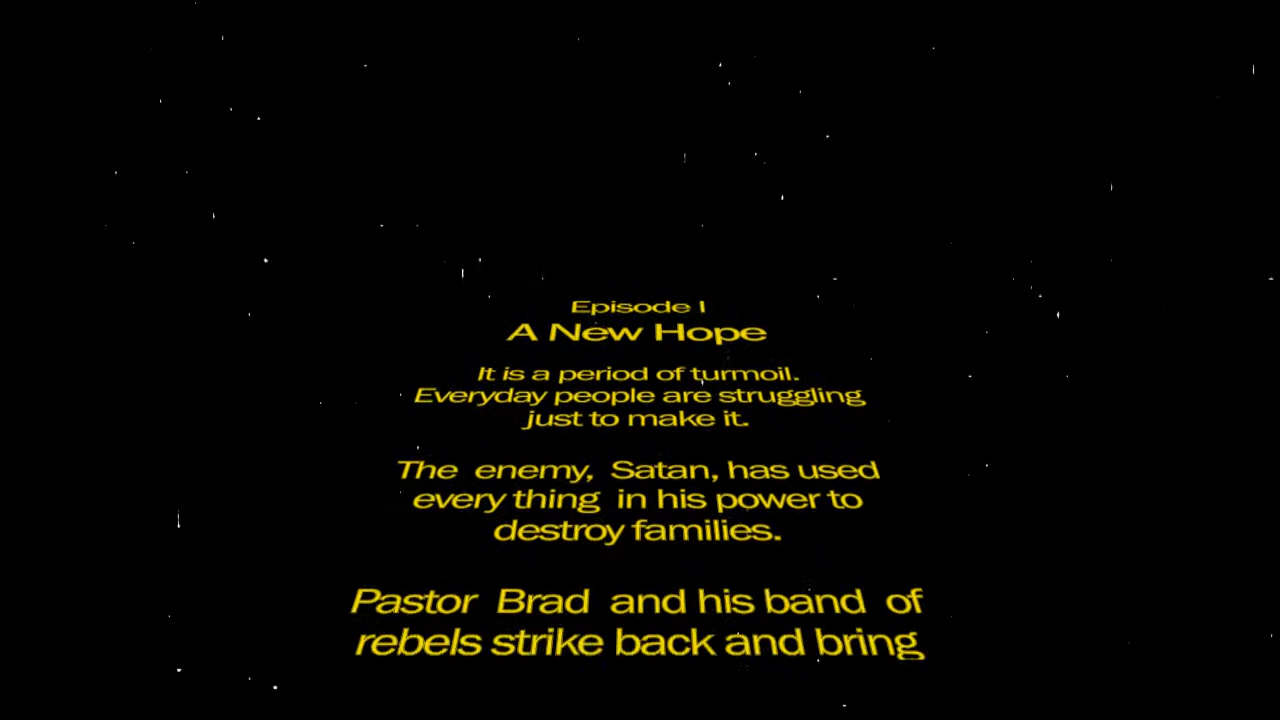 Episode I
A New Hope
It is a period of turmoil.
Everyday people are struggling
just to make it.
The enemy, Satan, has used
every thing in his power to
destroy families.
Pastor Brad and his band of
rebels strike back and bring